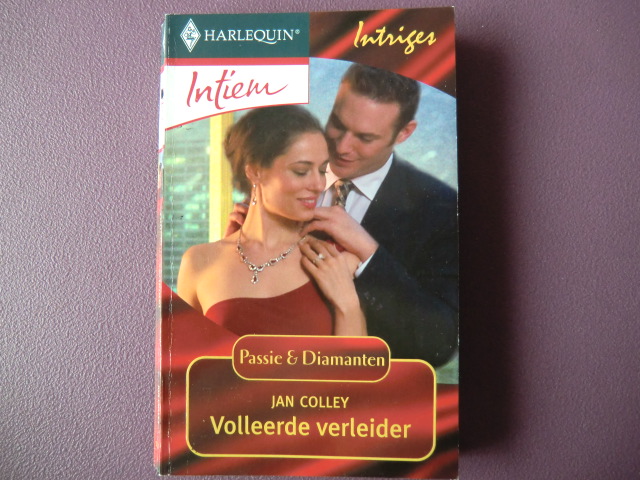 HARLEQUIN®
Intriges
Intiem
Passie & Diamanten
JAN COLLEY
Volleerde verleider